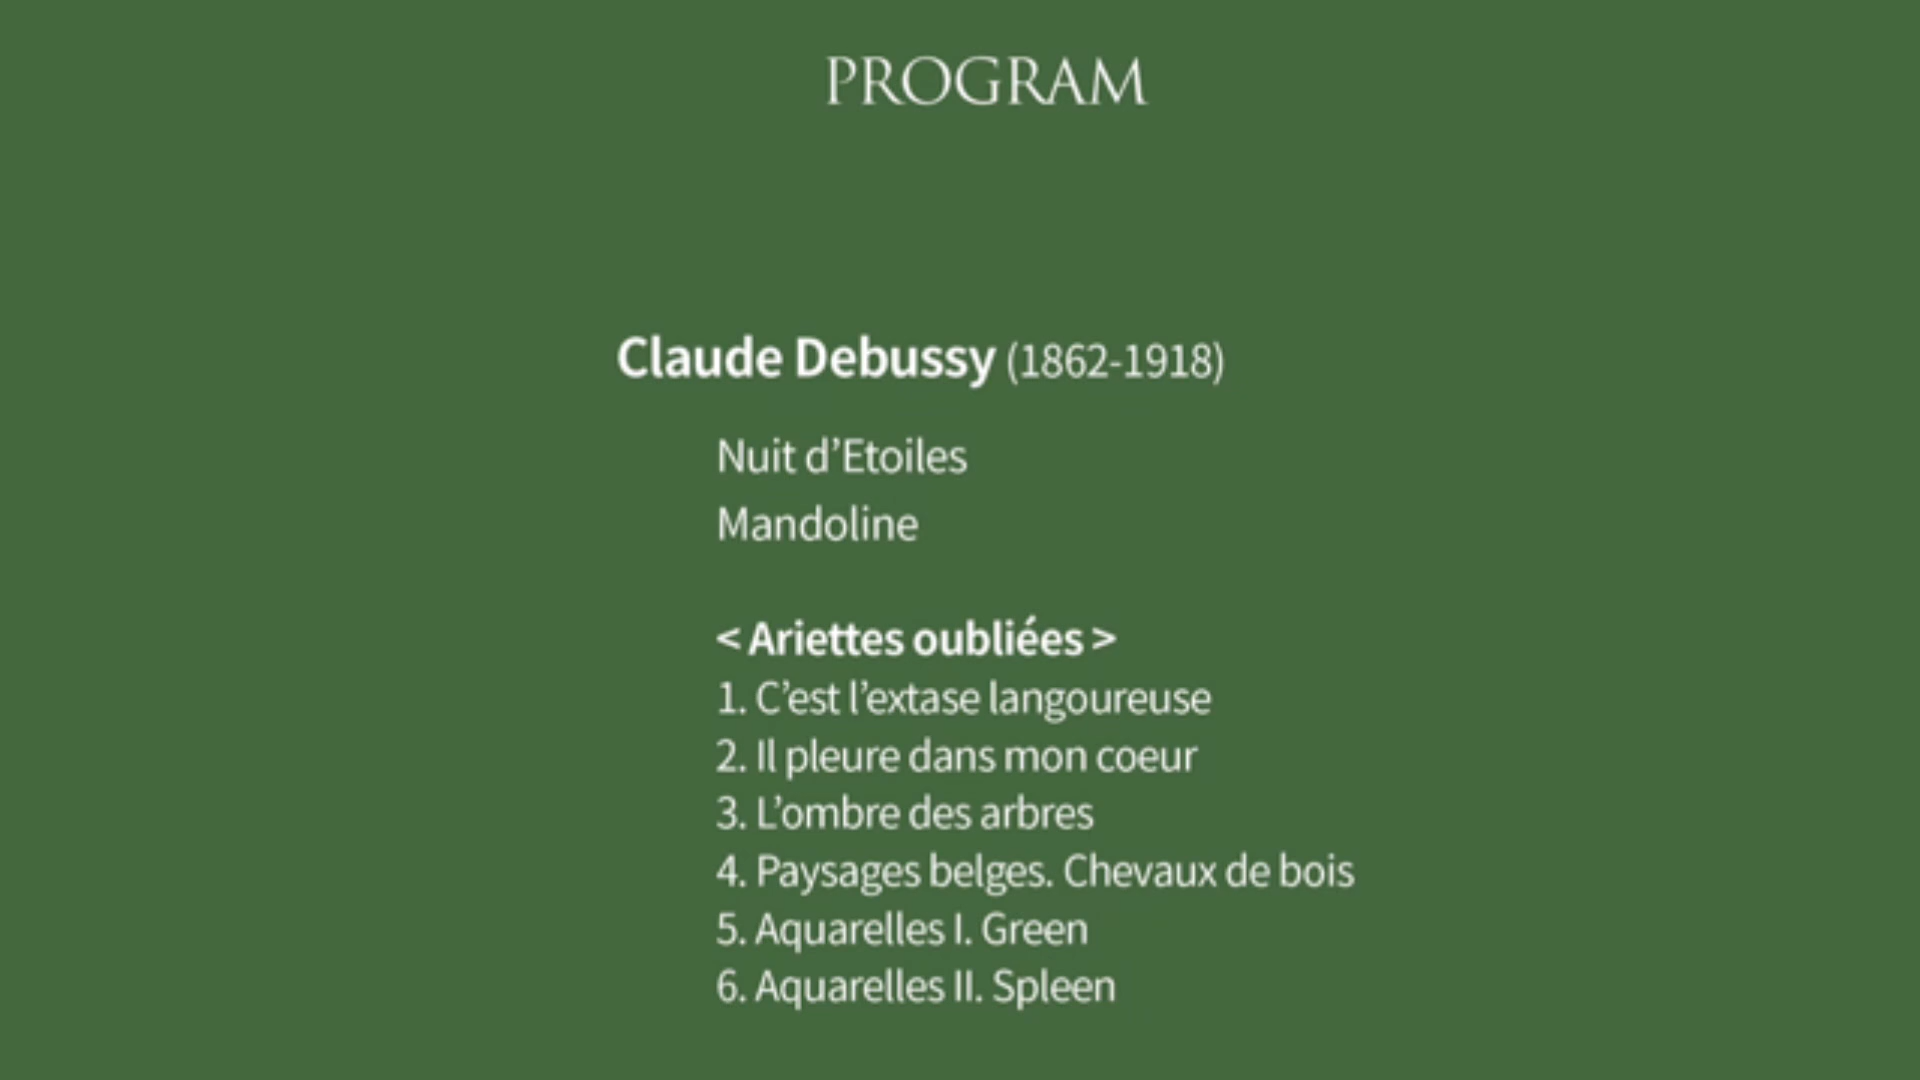 PROGRAM
Claude Debussy (1862-1918)
Nuit d’Etoiles
Mandoline
< Ariettes oubliées >
1. C’est l’extase langoureuse
2. Il pleure dans mon coeur
3. L’ombre des arbres
4. Paysages belges. Chevaux de bois
5. Aquarelles I. Green
6. Aquarelles II. Spleen